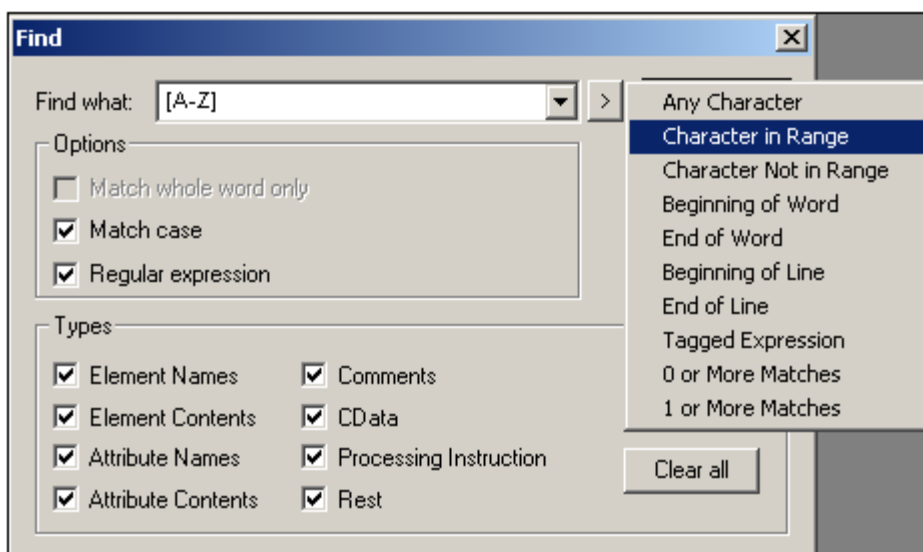 Find
Find what: [A-Z] >
Options
Match whole word only
Match case
Regular expression
Any Character
Character in Range
Character Not in Range
Beginning of Word
End of Word
Beginning of Line
End of Line
Tagged Expression
0 or More Matches
1 or More Matches
Types
Element Names Comments
Element Contents CData
Attribute Names Processing Instruction
Attribute Contents Rest
Clear all